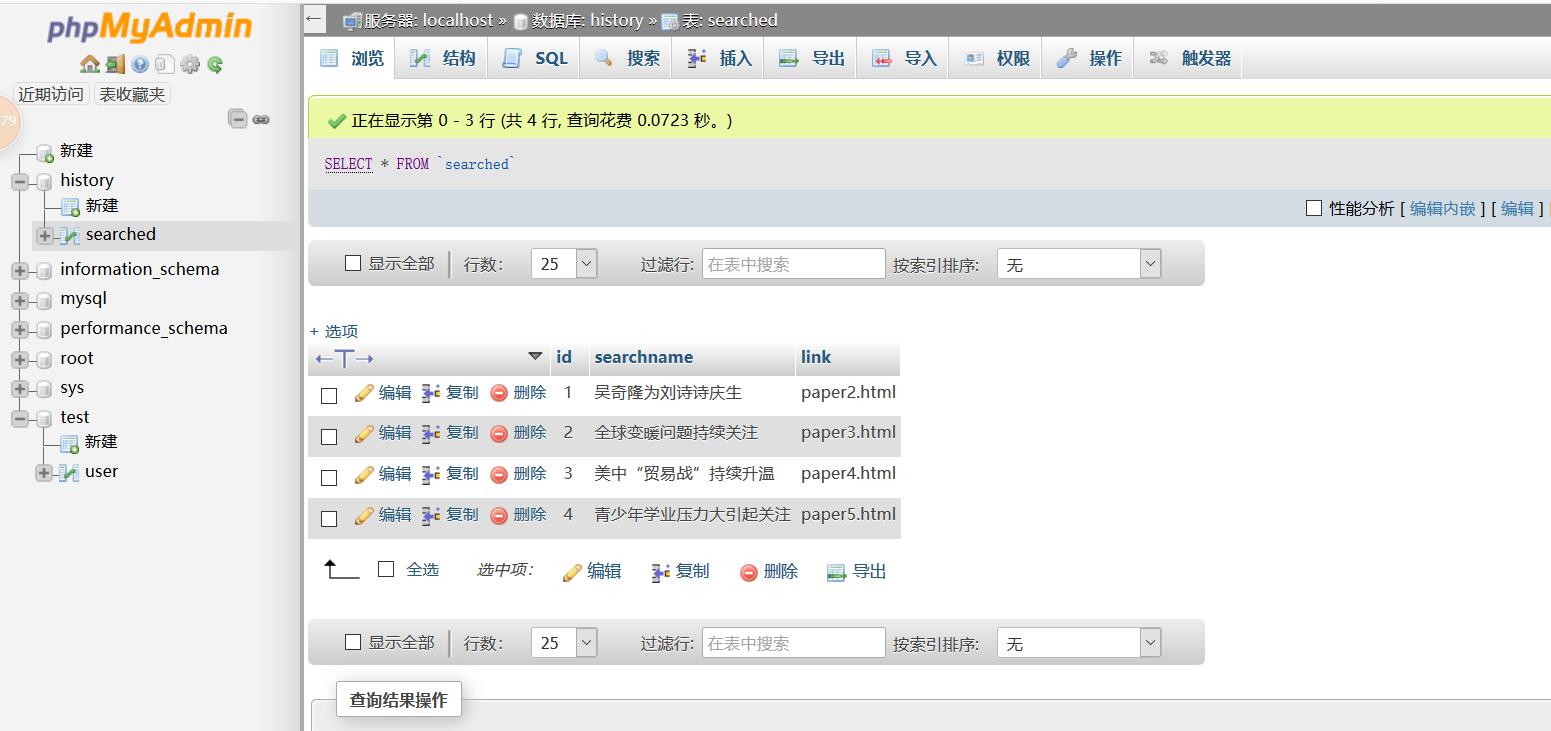 phpMyAdmin
近期访问 表收藏夹
79
新建
history
新建
searched
information_schema
mysql
performance_schema
root
sys
test
新建
user
← 服务器: localhost » 数据库: history » 表: searched
浏览 结构 SQL 搜索 插入 导出 导入 权限 操作 触发器
正在显示第 0 - 3 行 (共 4 行, 查询花费 0.0723 秒。)
SELECT * FROM `searched`
性能分析 [ 编辑内嵌 ] [ 编辑 ]
显示全部 行数: 25 过滤行: 在表中搜索 按索引排序: 无
+ 选项
←T→ id searchname link
编辑 复制 删除 1 吴奇隆为刘诗诗庆生 paper2.html
编辑 复制 删除 2 全球变暖问题持续关注 paper3.html
编辑 复制 删除 3 美中“贸易战”持续升温 paper4.html
编辑 复制 删除 4 青少年学业压力大引起关注 paper5.html
全选 选中项: 编辑 复制 删除 导出
显示全部 行数: 25 过滤行: 在表中搜索 按索引排序: 无
查询结果操作